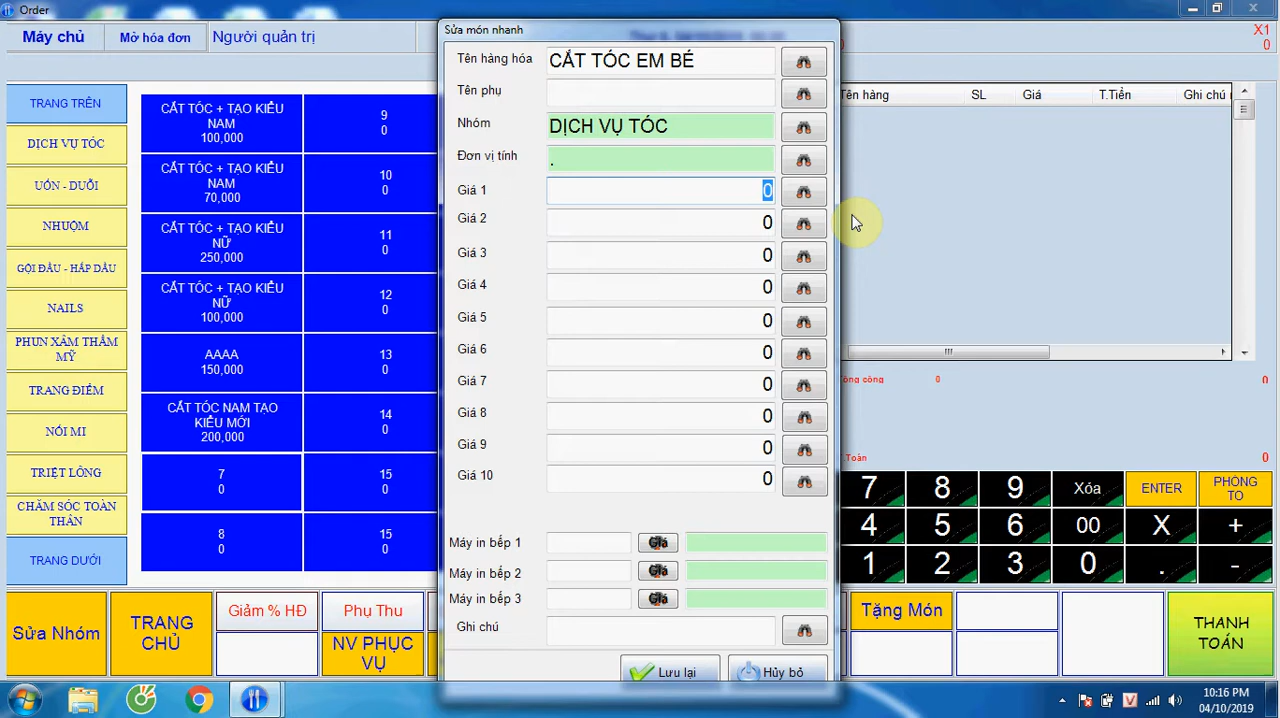 Order
Máy chủ
Mở hóa đơn
Người quản trị
X1
0
TRANG TRÊN
DỊCH VỤ TÓC
UỐN - DUỖI
NHUỘM
GỘI ĐẦU - HẤP DẦU
NAILS
PHUN XĂM THẨM
MỸ
TRANG ĐIỂM
NỐI MI
TRIỆT LÔNG
CHĂM SÓC TOÀN
THÂN
TRANG DƯỚI
CẮT TÓC + TẠO KIỂU
NAM
100,000
CẮT TÓC + TẠO KIỂU
NAM
70,000
CẮT TÓC + TẠO KIỂU
NỮ
250,000
CẮT TÓC + TẠO KIỂU
NỮ
100,000
AAAA
150,000
CẮT TÓC NAM TẠO
KIỂU MỚI
200,000
7
0
8
0
9
0
10
0
11
0
12
0
13
0
14
0
15
0
15
0
Sửa món nhanh
Tên hàng hóa CẮT TÓC EM BÉ
Tên phụ
Nhóm DỊCH VỤ TÓC
Đơn vị tính .
Giá 1 0
Giá 2 0
Giá 3 0
Giá 4 0
Giá 5 0
Giá 6 0
Giá 7 0
Giá 8 0
Giá 9 0
Giá 10 0
Máy in bếp 1 Giá
Máy in bếp 2 Giá
Máy in bếp 3 Giá
Ghi chú
Lưu lại Hủy bỏ
Tên hàng SL Giá T.Tiền Ghi chú
0 0
0
7 8 9 Xóa ENTER PHÓNG
TO
4 5 6 00 X +
1 2 3 0 . -
Sửa Nhóm
TRANG
CHỦ
Giảm % HĐ
Phụ Thu
NV PHỤC
VỤ
Tặng Món
THANH
TOÁN
10:16 PM
04/10/2019